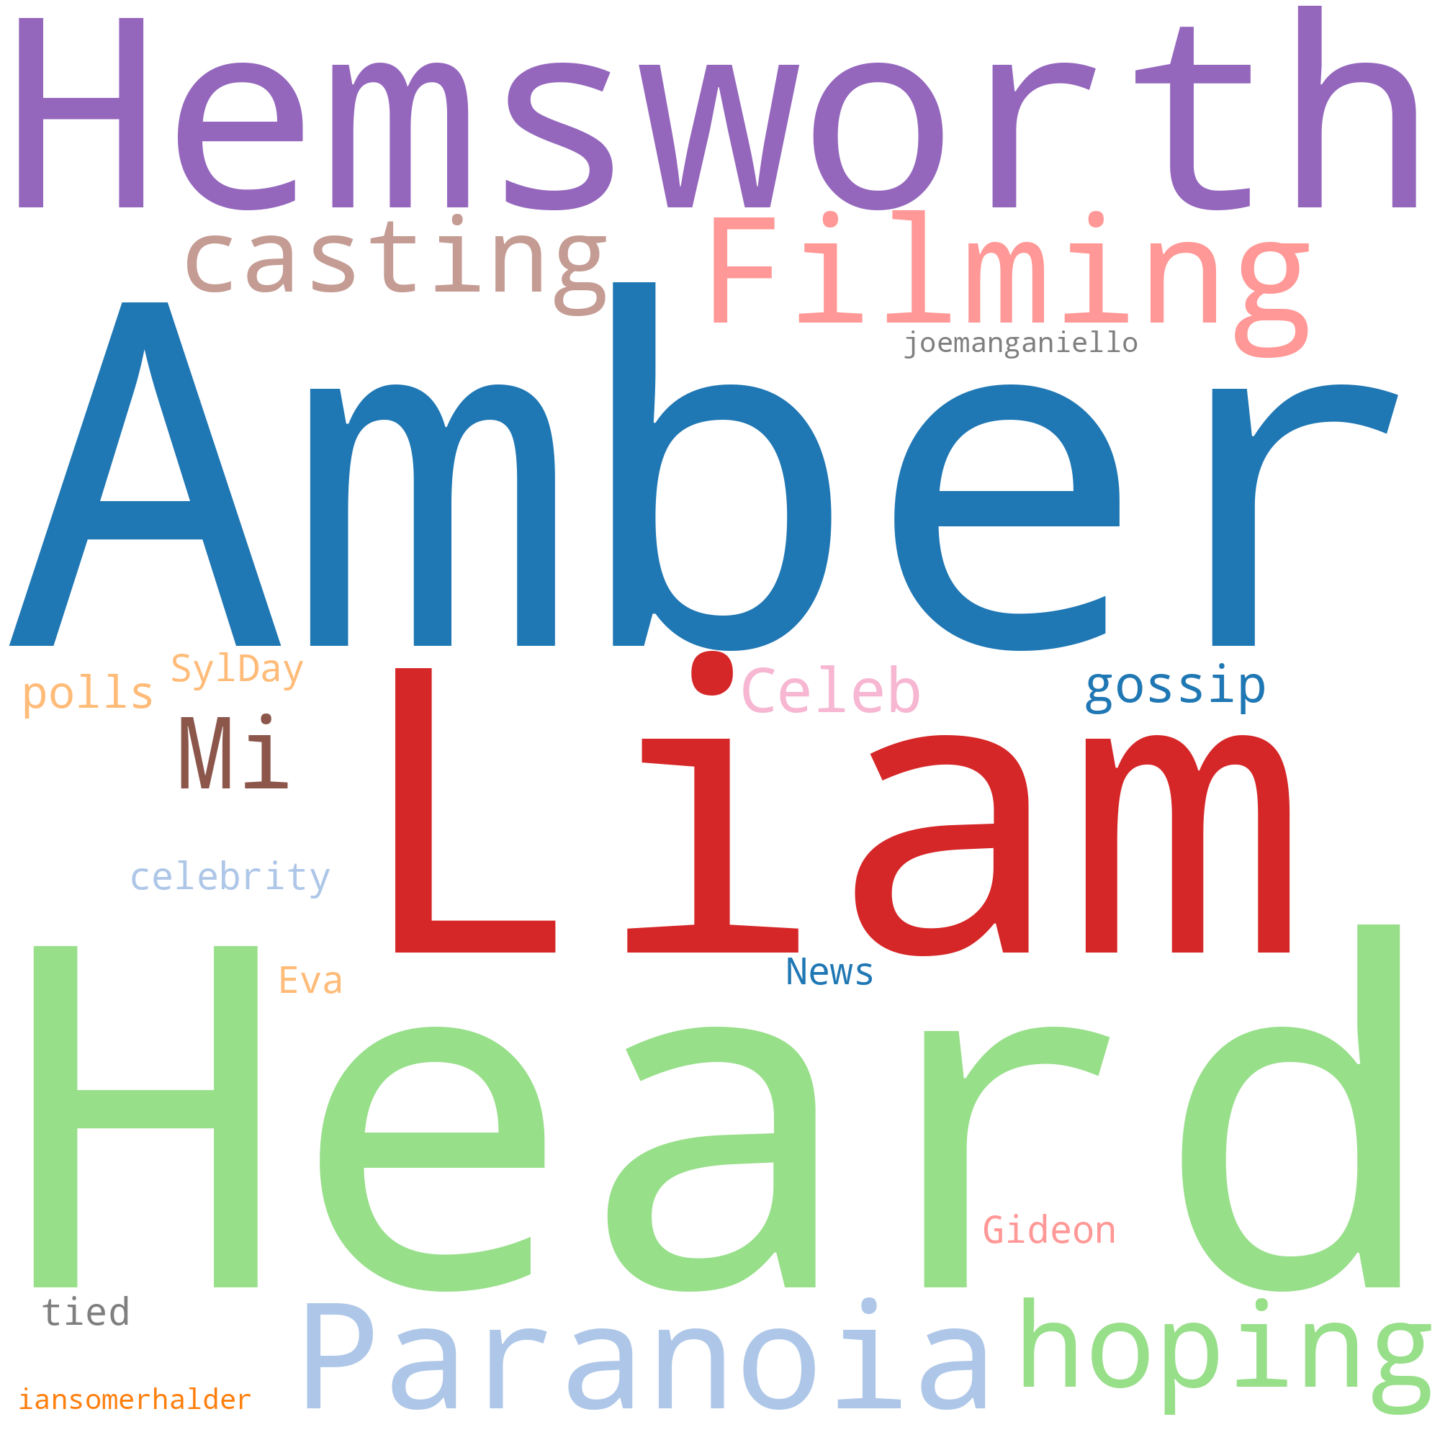 Hemsworth
casting Filming
joemanganiello
Amber
polls SylDay Celeb gossip
Mi Liam
celebrity
Eva News
Heard
Gideon
tied Paranoia hoping
iansomerhalder